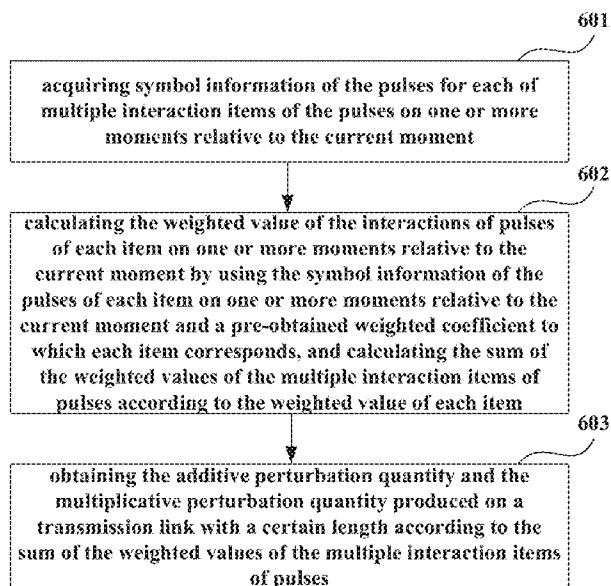 601
acquiring symbol information of the pulses for each of
multiple interaction items of the pulses on one or more
moments relative to the current moment
602
calculating the weighted value of the interactions of pulses
of each item on one or more moments relative to the
current moment by using the symbol information of the
pulses of each item on one or more moments relative to the
current moment and a pre-obtained weighted coefficient to
which each item corresponds, and calculating the sum of
the weighted values of the multiple interaction items of
pulses according to the weighted value of each item
603
obtaining the additive perturbation quantity and the
multiplicative perturbation quantity produced on a
transmission link with a certain length according to the
sum of the weighted values of the multiple interaction items
of pulses